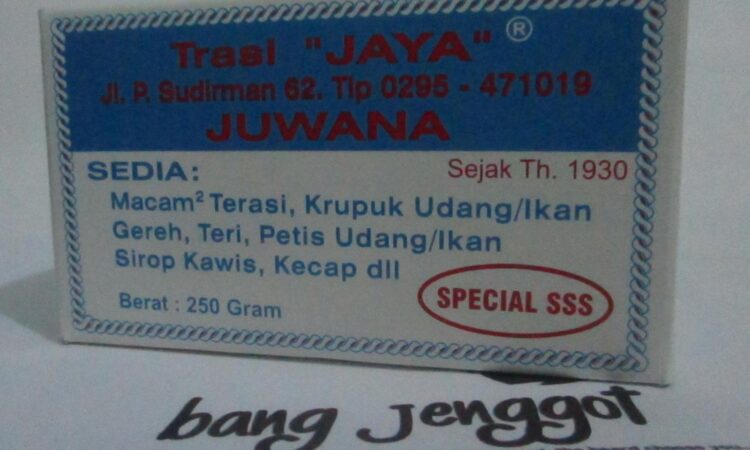 Trasi "JAYA" ®
Jl. P. Sudirman 62. Tlp 0295 - 471019
JUWANA
SEDIA:
Sejak Th. 1930
Macam² Terasi, Krupuk Udang/Ikan
Gereh, Teri, Petis Udang/Ikan
Sirop Kawis, Kecap dll
Berat : 250 Gram
SPECIAL SSS
bang jenggot